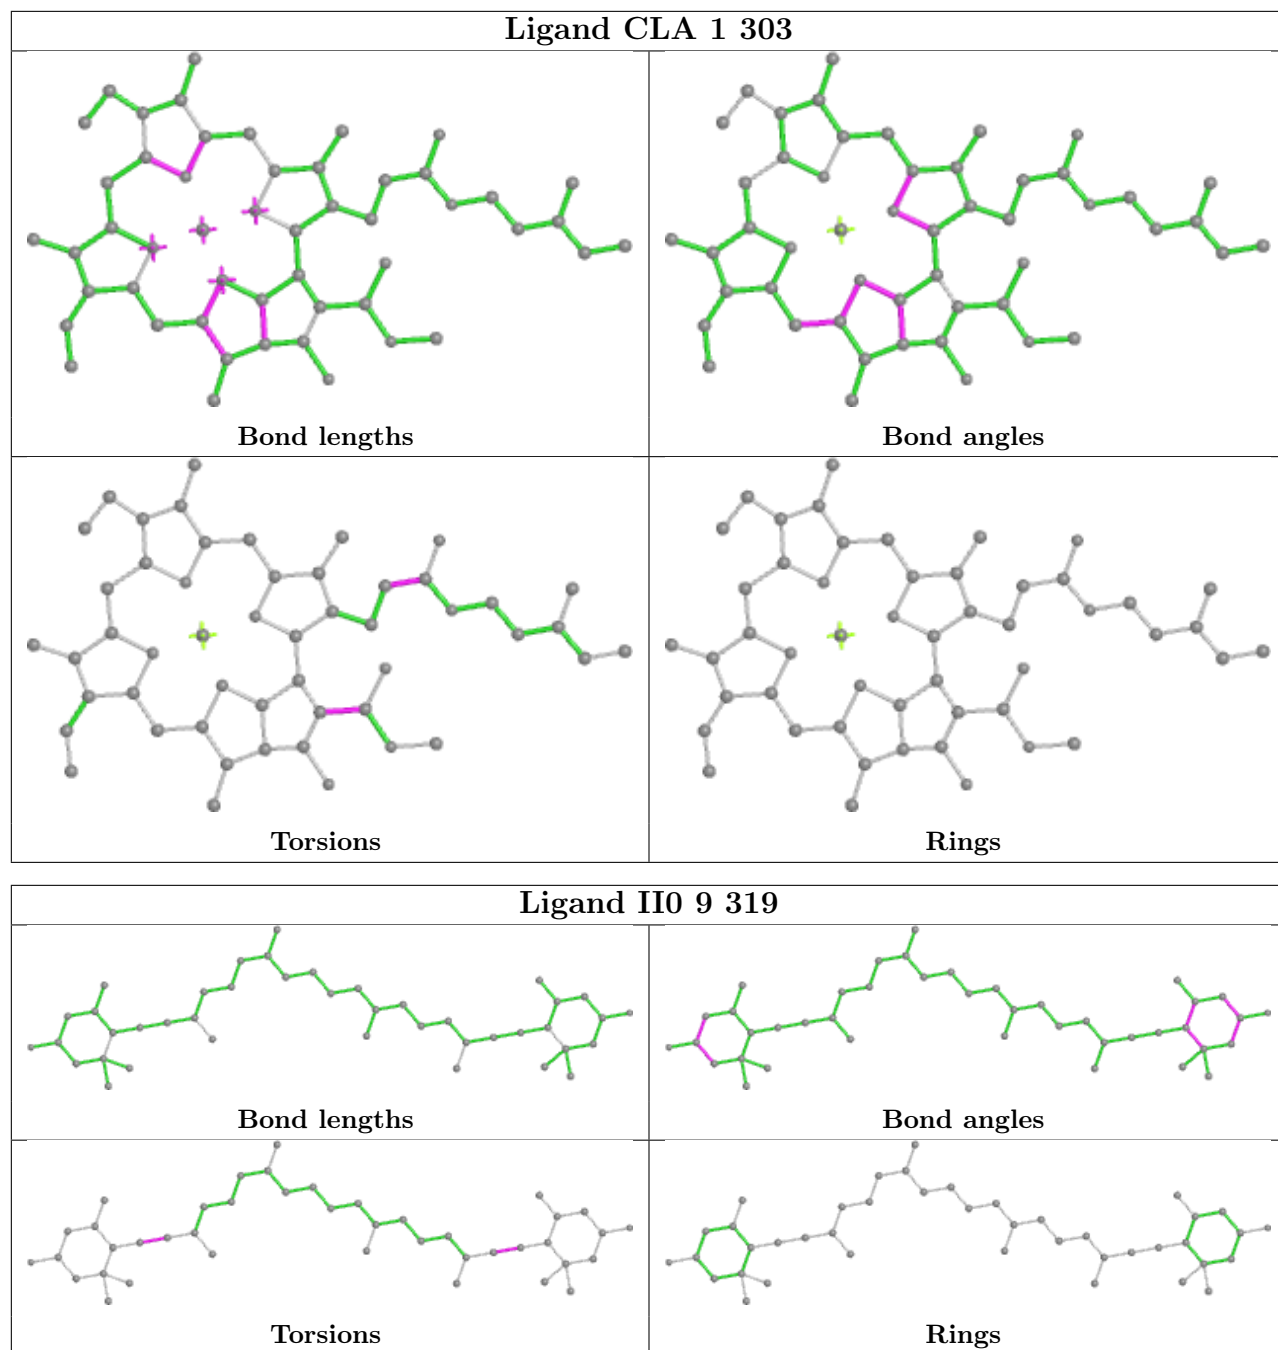 Ligand CLA 1 303
Bond lengths
Bond angles
Torsions
Rings
Ligand II0 9 319
Bond lengths
Bond angles
Torsions
Rings